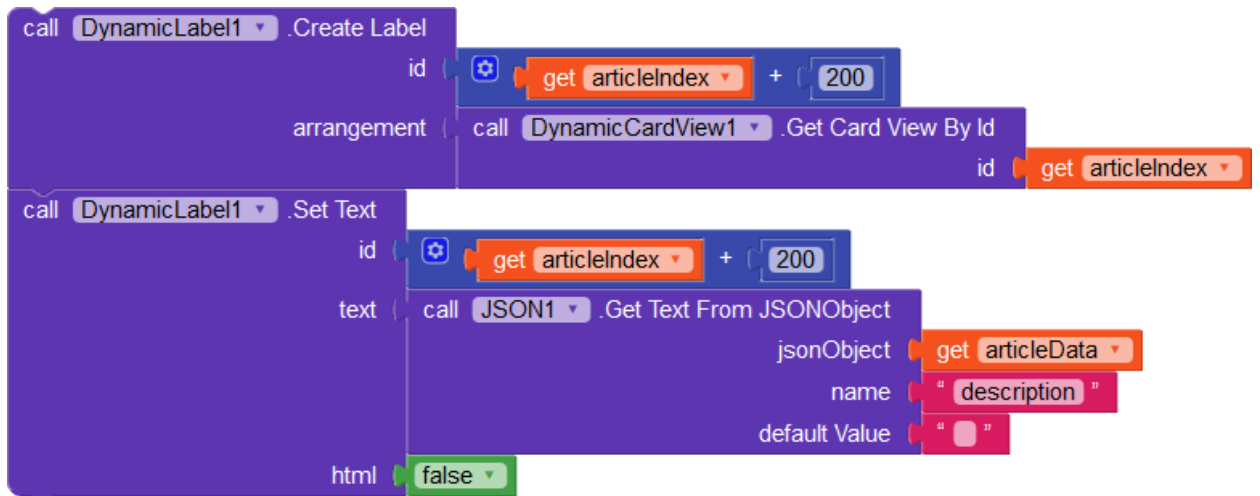 call DynamicLabel1 .Create Label
id get articleIndex + 200
arrangement call DynamicCardView1 .Get Card View By Id
id get articleIndex
call DynamicLabel1 .Set Text
id get articleIndex + 200
text call JSON1 .Get Text From JSONObject
jsonObject get articleData
name “ description ”
default Value “ ”
html false